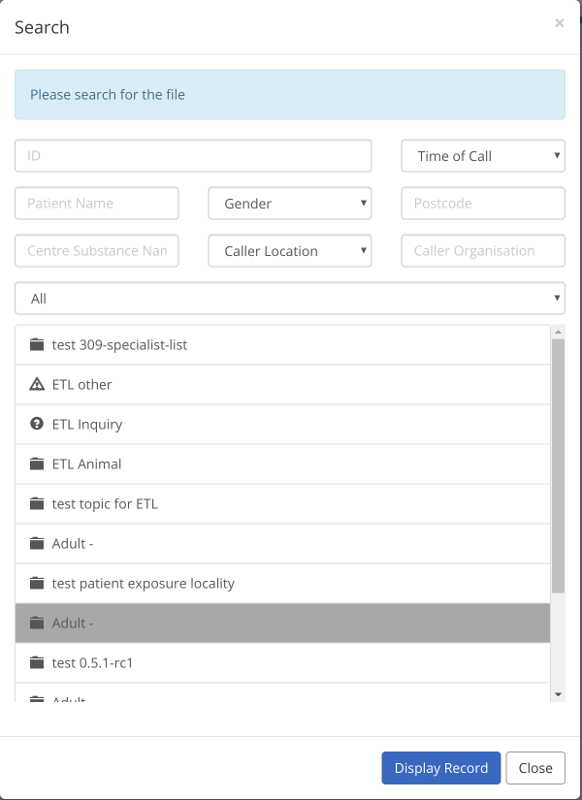 Search ×
Please search for the file
ID Time of Call
Patient Name Gender Postcode
Centre Substance Nan Caller Location Caller Organisation
All
test 309-specialist-list
ETL other
ETL Inquiry
ETL Animal
test topic for ETL
Adult -
test patient exposure locality
Adult -
test 0.5.1-rc1
Adult
Display Record Close